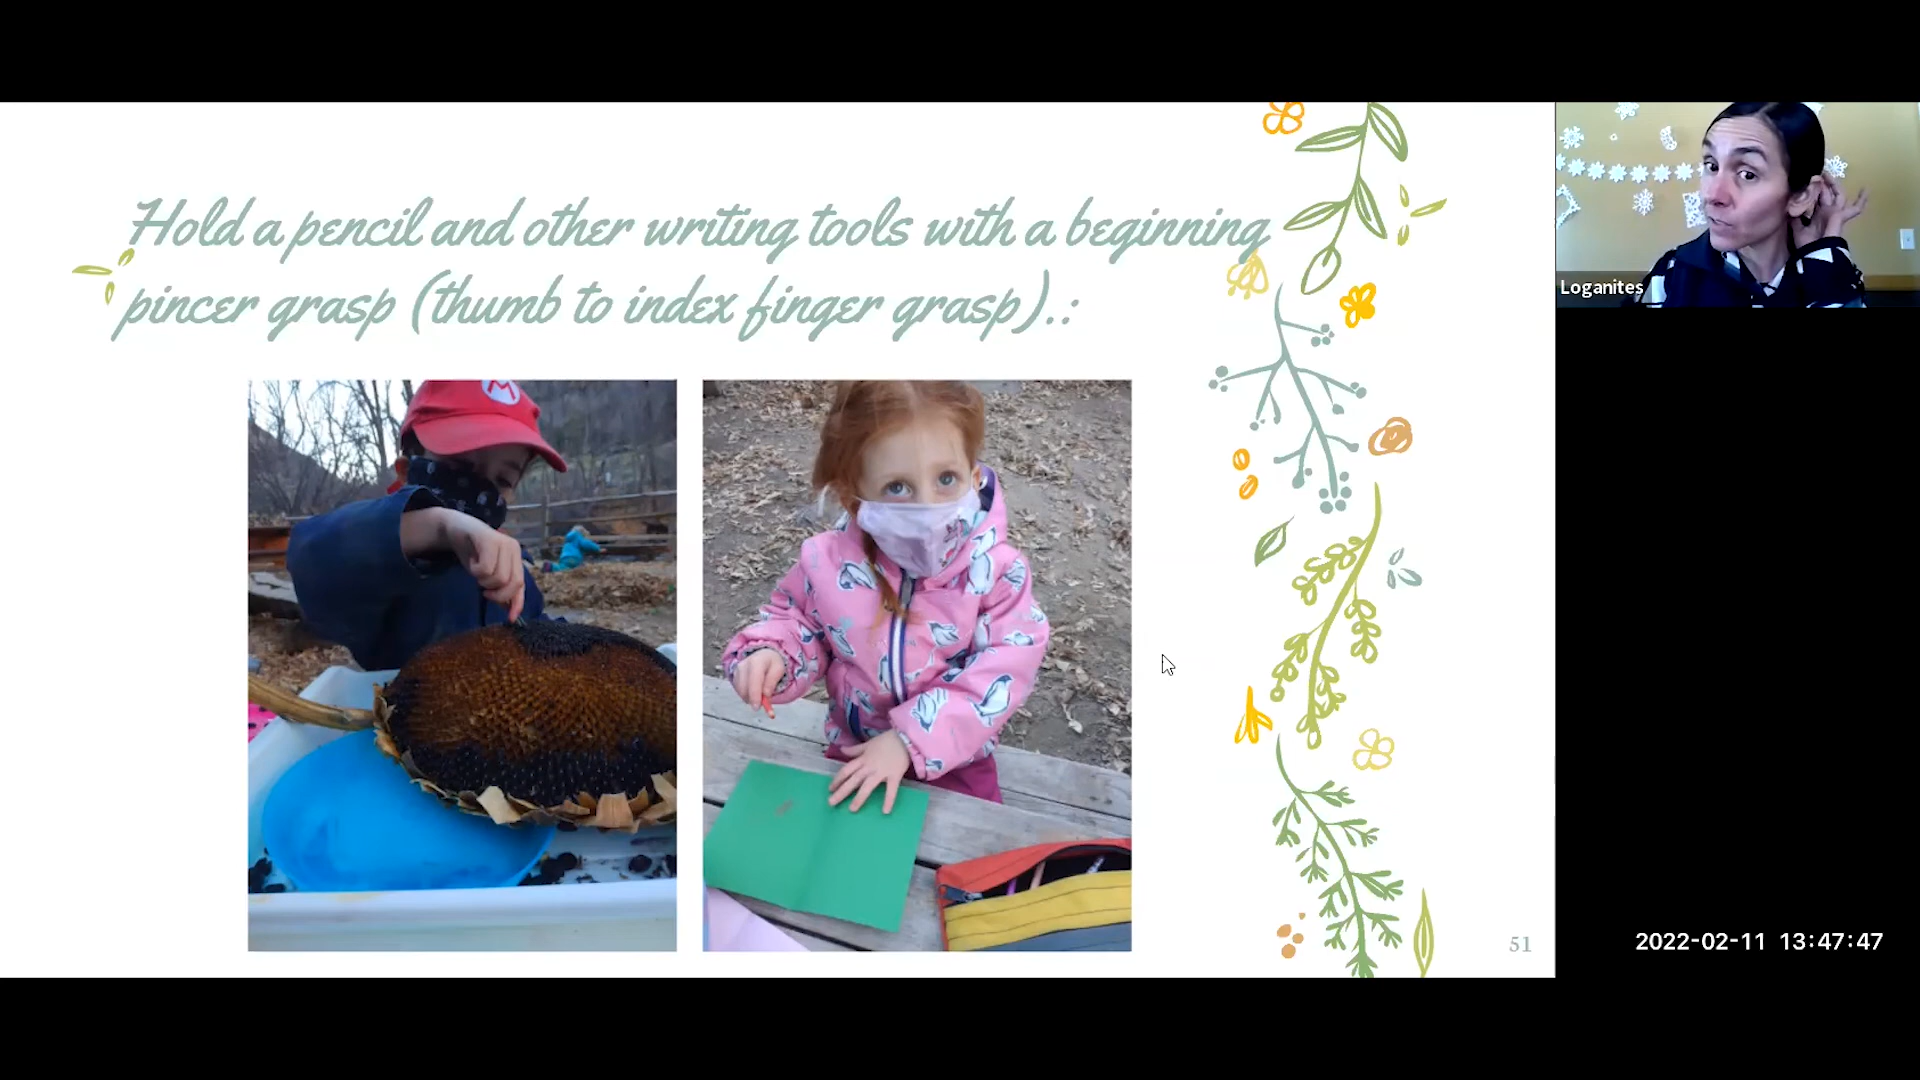 Hold a pencil and other writing tools with a beginning
pincer grasp (thumb to index finger grasp).:
M
Loganites
51
2022-02-11 13:47:47